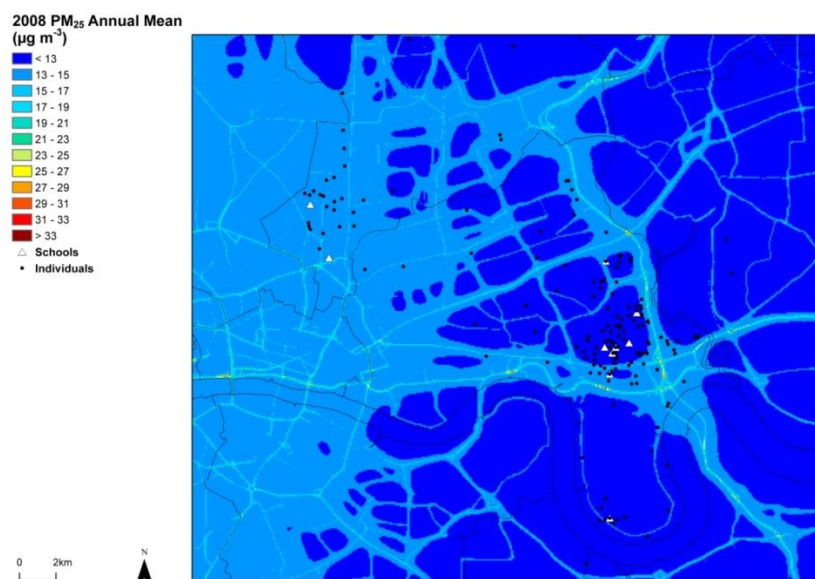 2008 PM₂₅ Annual Mean
(µg m⁻³)
< 13
13 - 15
15 - 17
17 - 19
19 - 21
21 - 23
23 - 25
25 - 27
27 - 29
29 - 31
31 - 33
> 33
Schools
Individuals
0 2km
N